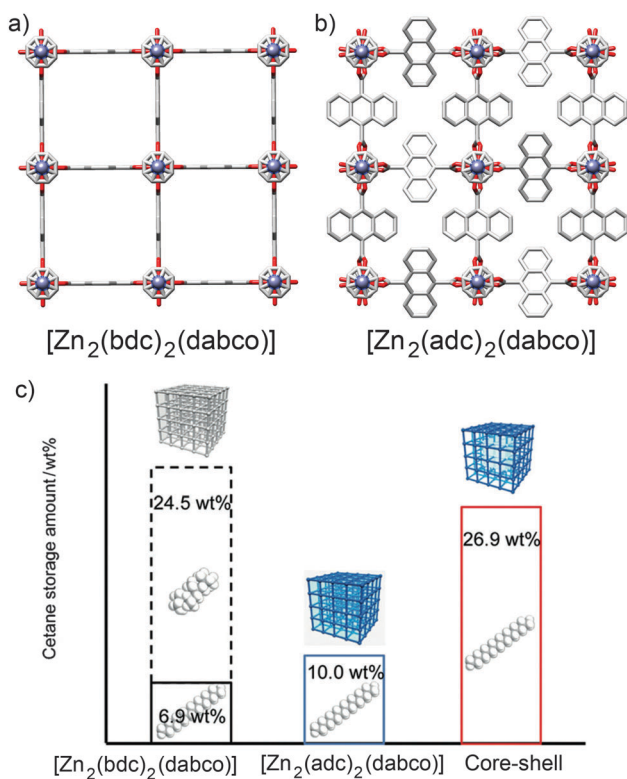 a)
b)
[Zn₂(bdc)₂(dabco)]
[Zn₂(adc)₂(dabco)]
c)
Cetane storage amount/wt%
24.5 wt%
6.9 wt%
10.0 wt%
26.9 wt%
[Zn₂(bdc)₂(dabco)]
[Zn₂(adc)₂(dabco)]
Core-shell